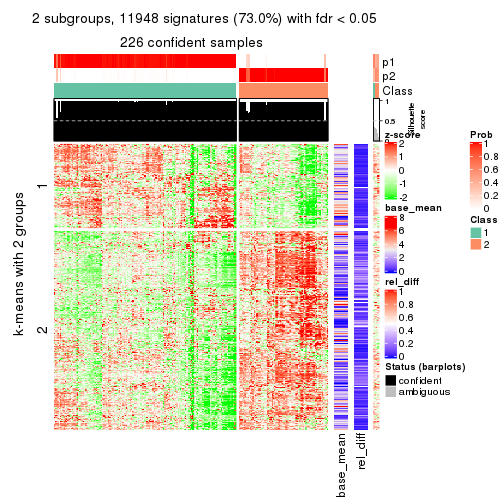 2 subgroups, 11948 signatures (73.0%) with fdr < 0.05
226 confident samples
p1
p2
Class
1
0.5
0
Silhouette
score
k-means with 2 groups
1
2
base_mean
rel_diff
z-score
2
1
0
-1
-2
base_mean
8
6
4
2
0
rel_diff
1
0.8
0.6
0.4
0.2
0
Status (barplots)
confident
ambiguous
Prob
1
0.8
0.6
0.4
0.2
0
Class
1
2